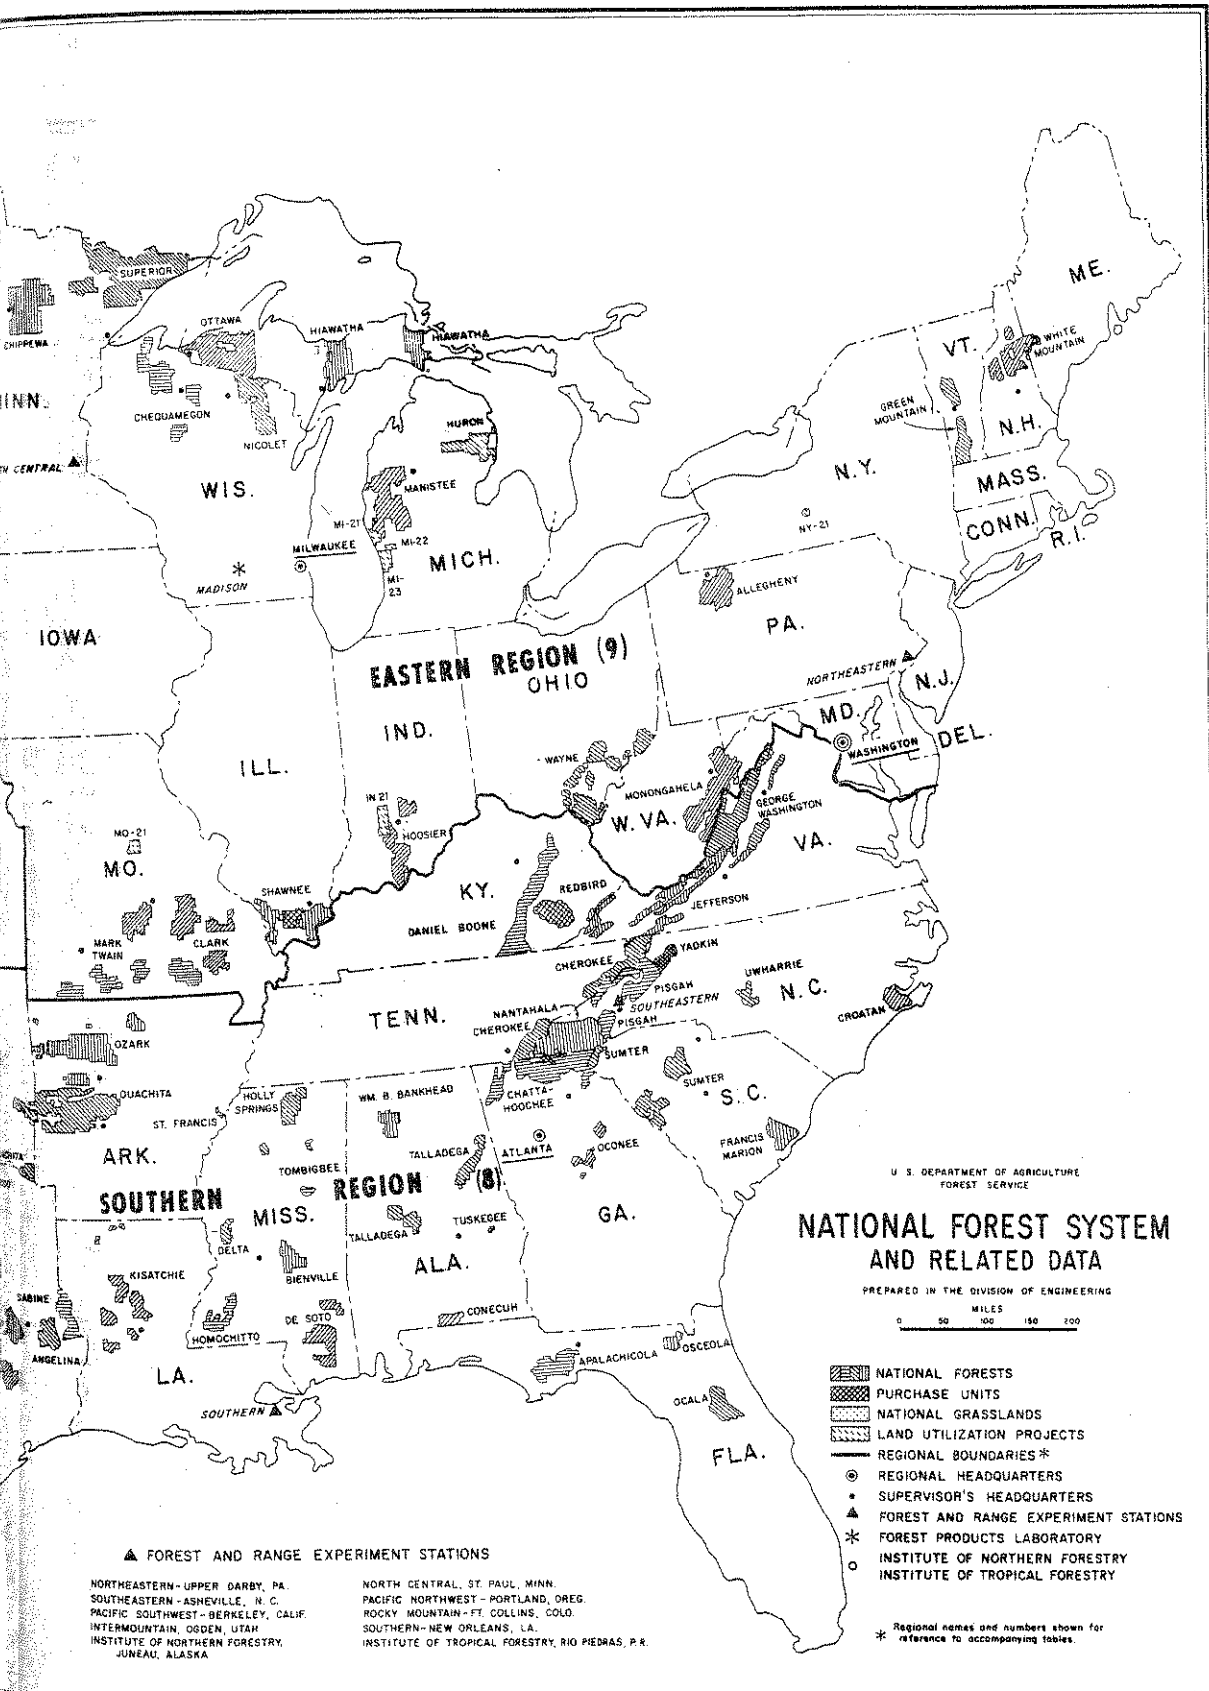 SUPERIOR
CHIPPEWA
OTTAWA
HIAWATHA
HIAWATHA
CHEQUAMEGON
NICOLET
WIS.
HURON
MANISTEE
MI-21
MI-22
MI-
23
MILWAUKEE
MADISON
MICH.
IOWA
ME.
VT.
WHITE
MOUNTAIN
GREEN
MOUNTAIN
N.H.
N.Y.
MASS.
CONN.
R.I.
NY-21
ALLEGHENY
PA.
NORTHEASTERN
N.J.
EASTERN REGION (9)
OHIO
IND.
ILL.
MD.
WASHINGTON
DEL.
WAYNE
MONONGAHELA
W. VA.
GEORGE
WASHINGTON
VA.
IN 21
HOOSIER
MO-21
MO.
SHAWNEE
KY.
REDBIRD
DANIEL BOONE
JEFFERSON
MARK
TWAIN
CLARK
CHEROKEE
YADKIN
UWHARRIE
PISGAH
SOUTHEASTERN
N.C.
CROATAN
TENN.
NANTAHALA
CHEROKEE
PISGAH
SUMTER
OZARK
OUACHITA
HOLLY
SPRINGS
WM. B. BANKHEAD
CHATTA-
HOOCHEE
SUMTER
S.C.
ST. FRANCIS
ARK.
TOMBIGBEE
TALLADEGA
ATLANTA
OCONEE
FRANCIS
MARION
SOUTHERN REGION (8)
MISS.
GA.
DELTA
TALLADEGA
TUSKEGEE
ALA.
BIENVILLE
KISATCHIE
SABINE
ANGELINA
HOMOCHITTO
DE SOTO
CONECUH
LA.
APALACHICOLA
OSCEOLA
SOUTHERN
OCALA
FLA.
U S. DEPARTMENT OF AGRICULTURE
FOREST SERVICE
NATIONAL FOREST SYSTEM
AND RELATED DATA
PREPARED IN THE DIVISION OF ENGINEERING
MILES
0 50 100 150 200
NATIONAL FORESTS
PURCHASE UNITS
NATIONAL GRASSLANDS
LAND UTILIZATION PROJECTS
REGIONAL BOUNDARIES *
REGIONAL HEADQUARTERS
SUPERVISOR'S HEADQUARTERS
FOREST AND RANGE EXPERIMENT STATIONS
FOREST PRODUCTS LABORATORY
INSTITUTE OF NORTHERN FORESTRY
INSTITUTE OF TROPICAL FORESTRY
* Regional names and numbers shown for
reference to accompanying tables.
FOREST AND RANGE EXPERIMENT STATIONS
NORTHEASTERN - UPPER DARBY, PA.
SOUTHEASTERN - ASHEVILLE, N. C.
PACIFIC SOUTHWEST - BERKELEY, CALIF.
INTERMOUNTAIN, OGDEN, UTAH
INSTITUTE OF NORTHERN FORESTRY,
JUNEAU, ALASKA
NORTH CENTRAL, ST. PAUL, MINN.
PACIFIC NORTHWEST - PORTLAND, OREG.
ROCKY MOUNTAIN - FT. COLLINS, COLO.
SOUTHERN - NEW ORLEANS, LA.
INSTITUTE OF TROPICAL FORESTRY, RIO PIEDRAS, P.R.